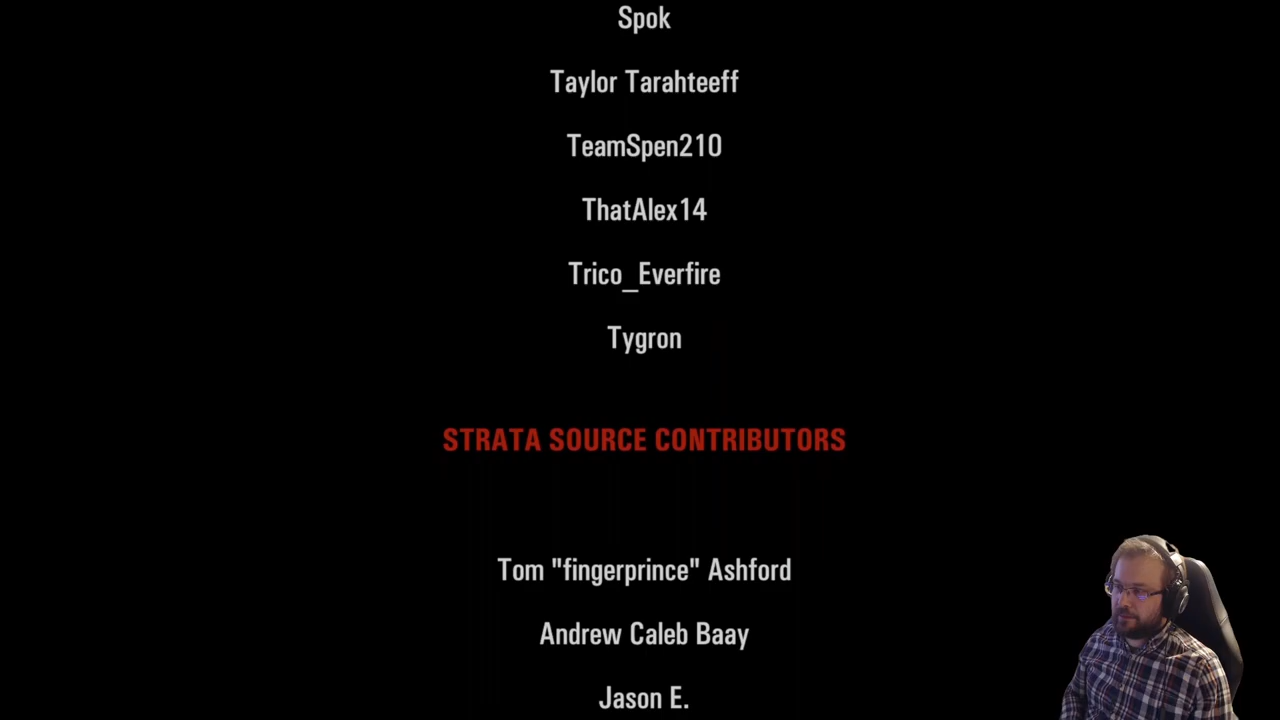 Spok
Taylor Tarahteeff
TeamSpen210
ThatAlex14
Trico_Everfire
Tygron
STRATA SOURCE CONTRIBUTORS
Tom "fingerprince" Ashford
Andrew Caleb Baay
Jason E.